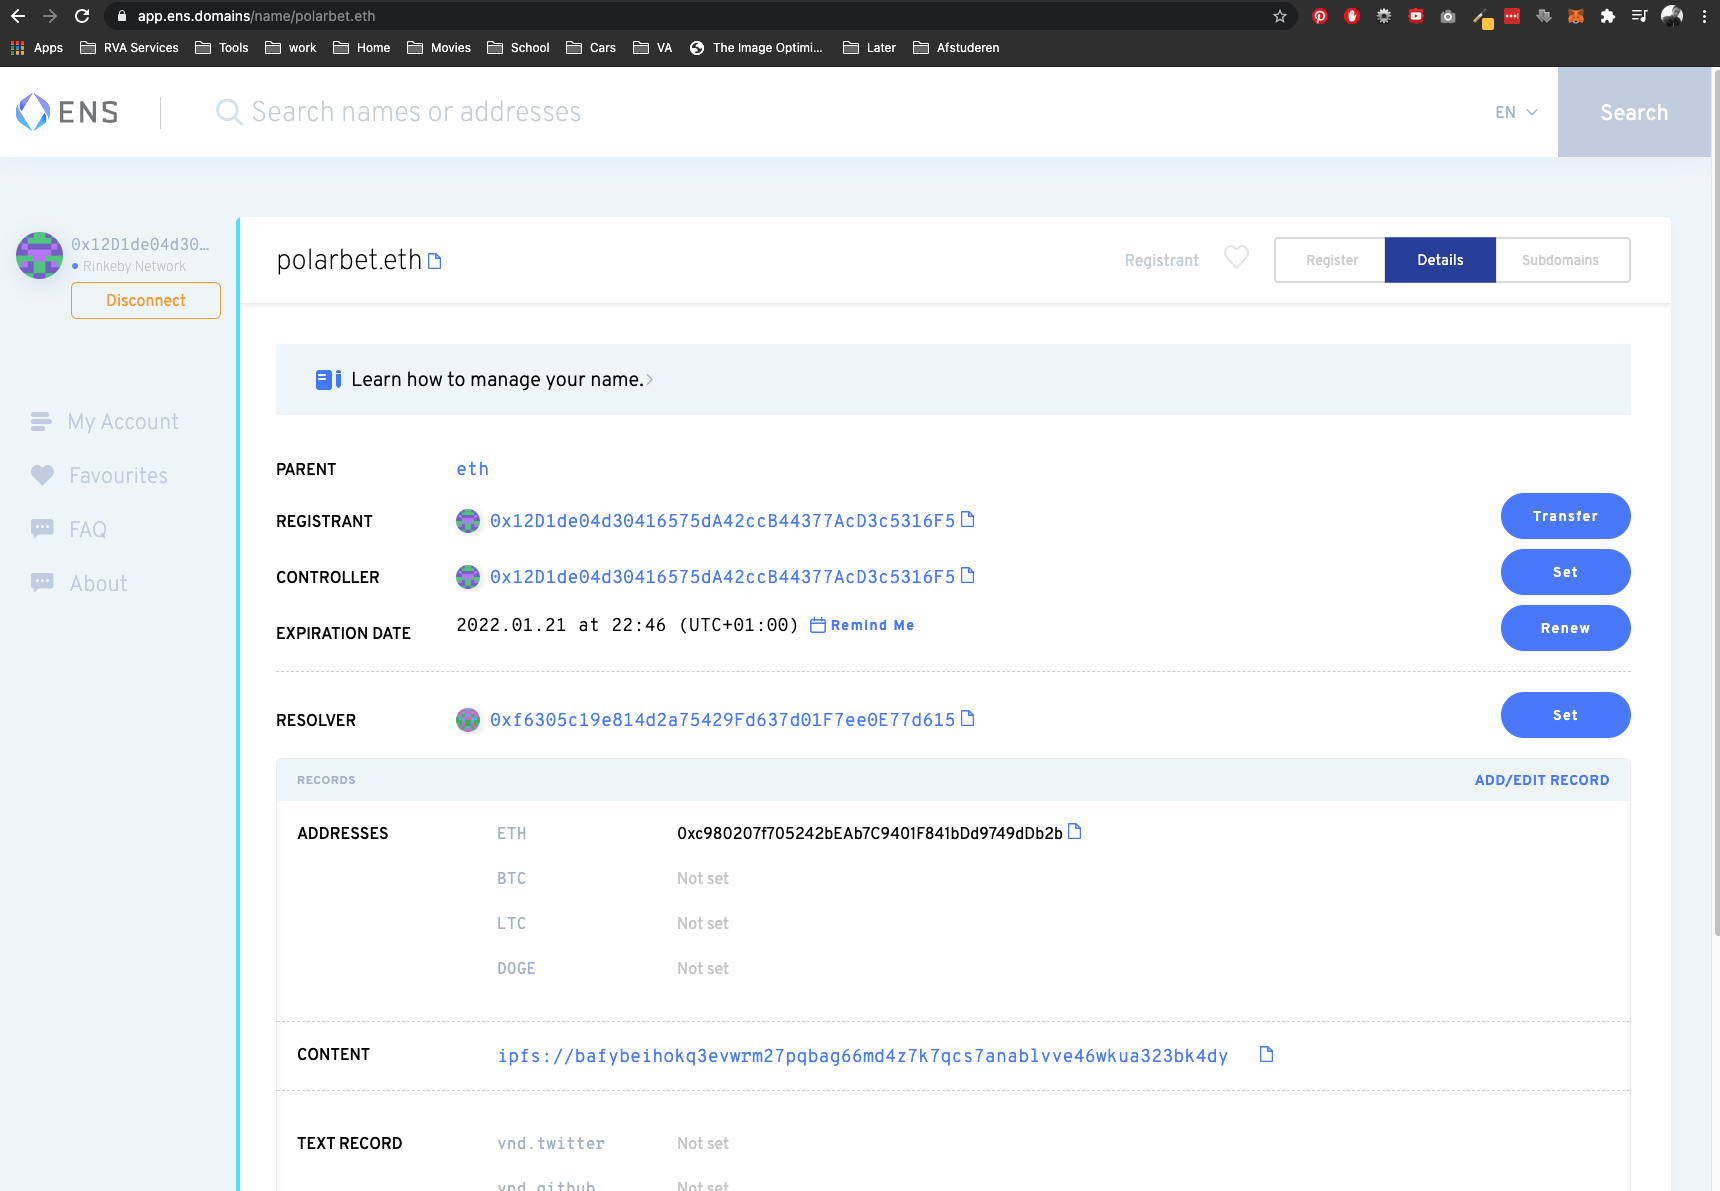 app.ens.domains/name/polarbet.eth
Apps RVA Services Tools work Home Movies School Cars VA The Image Optimi... Later Afstuderen
ENS Search names or addresses EN Search
0x12D1de04d30...
Rinkeby Network
Disconnect
My Account
Favourites
FAQ
About
polarbet.eth Registrant Register Details Subdomains
Learn how to manage your name.
PARENT eth
REGISTRANT 0x12D1de04d30416575dA42ccB44377AcD3c5316F5 Transfer
CONTROLLER 0x12D1de04d30416575dA42ccB44377AcD3c5316F5 Set
EXPIRATION DATE 2022.01.21 at 22:46 (UTC+01:00) Remind Me Renew
RESOLVER 0xf6305c19e814d2a75429Fd637d01F7ee0E77d615 Set
RECORDS ADD/EDIT RECORD
ADDRESSES ETH 0xc980207f705242bEAb7C9401F841bDd9749dDb2b
BTC Not set
LTC Not set
DOGE Not set
CONTENT ipfs://bafybeihokq3evwrm27pqbag66md4z7k7qcs7anablvve46wkua323bk4dy
TEXT RECORD vnd.twitter Not set
vnd.github Not set